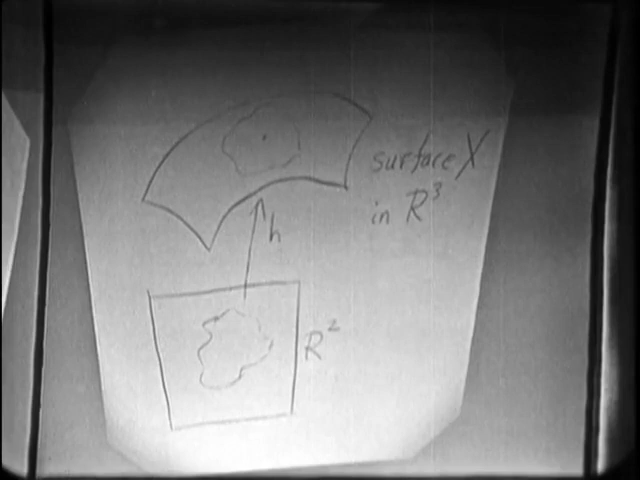 surface X
in R³
h
R²